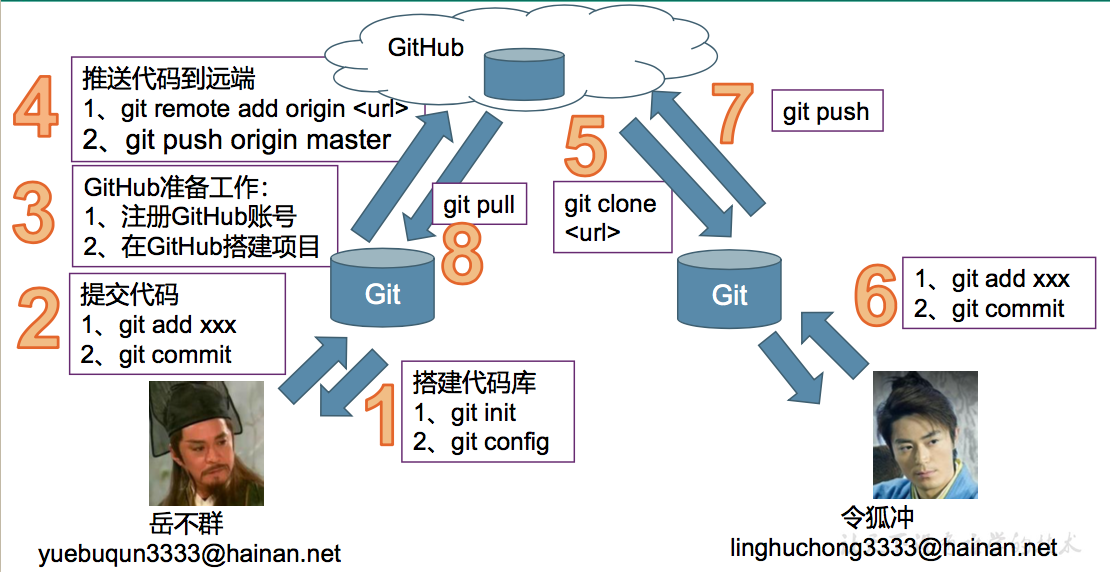 GitHub
4
推送代码到远端
1、git remote add origin <url>
2、git push origin master
3
GitHub准备工作：
1、注册GitHub账号
2、在GitHub搭建项目
2
提交代码
1、git add xxx
2、git commit
1
搭建代码库
1、git init
2、git config
git pull
8
5
git clone
<url>
7
git push
6
1、git add xxx
2、git commit
Git
Git
岳不群
yuebuqun3333@hainan.net
令狐冲
linghuchong3333@hainan.net